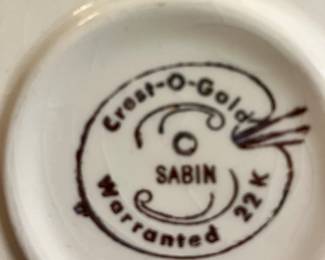 Crest-O-Gold
SABIN
Warranted 22K